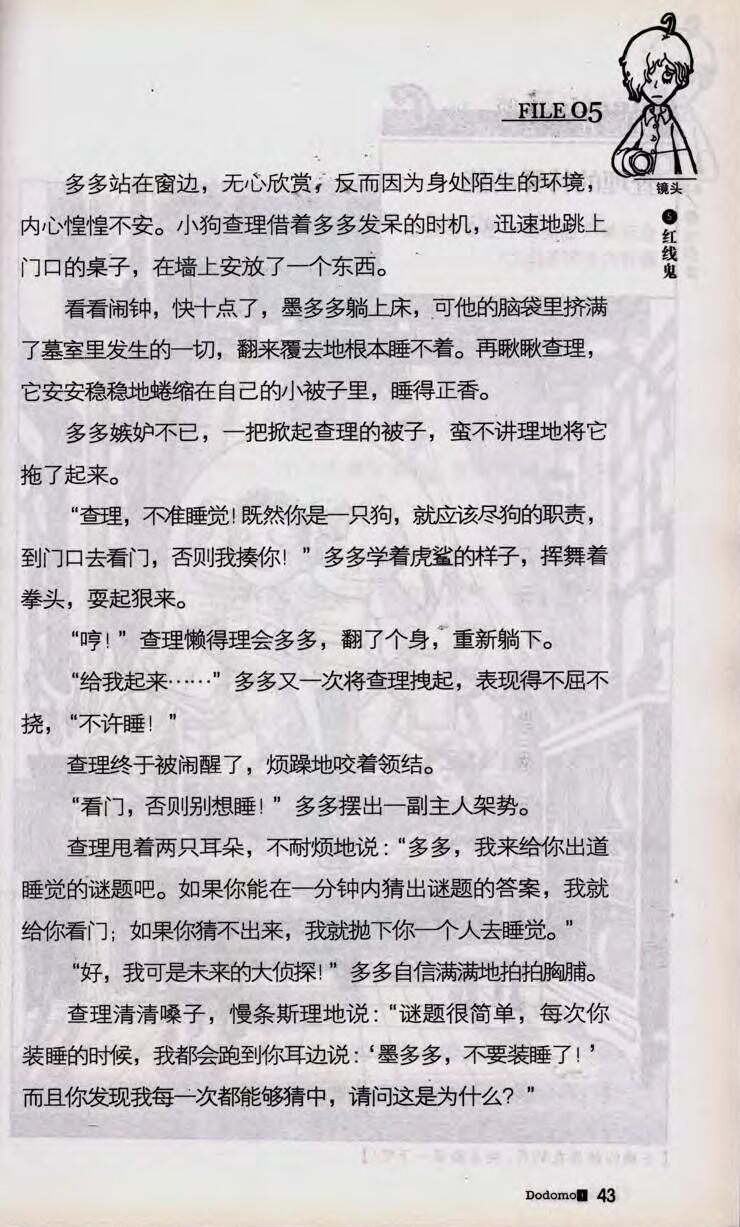 FILE 05
镜头
5
红线鬼
多多站在窗边，无心欣赏，反而因为身处陌生的环境，
内心惶惶不安。小狗查理借着多多发呆的时机，迅速地跳上
门口的桌子，在墙上安放了一个东西。
看看闹钟，快十点了，墨多多躺上床，可他的脑袋里挤满
了墓室里发生的一切，翻来覆去地根本睡不着。再瞅瞅查理，
它安安稳稳地蜷缩在自己的小被子里，睡得正香。
多多嫉妒不已，一把掀起查理的被子，蛮不讲理地将它
拖了起来。
“查理，不准睡觉！既然你是一只狗，就应该尽狗的职责，
到门口去看门，否则我揍你！”多多学着虎鲨的样子，挥舞着
拳头，耍起狠来。
“哼！”查理懒得理会多多，翻了个身，重新躺下。
“给我起来……”多多又一次将查理拽起，表现得不屈不
挠，“不许睡！”
查理终于被闹醒了，烦躁地咬着领结。
“看门，否则别想睡！”多多摆出一副主人架势。
查理甩着两只耳朵，不耐烦地说：“多多，我来给你出道
睡觉的谜题吧。如果你能在一分钟内猜出谜题的答案，我就
给你看门；如果你猜不出来，我就抛下你一个人去睡觉。”
“好，我可是未来的大侦探！”多多自信满满地拍拍胸脯。
查理清清嗓子，慢条斯理地说：“谜题很简单，每次你
装睡的时候，我都会跑到你耳边说：‘墨多多，不要装睡了！’
而且你发现我每一次都能够猜中，请问这是为什么？”
Dodomo1 43